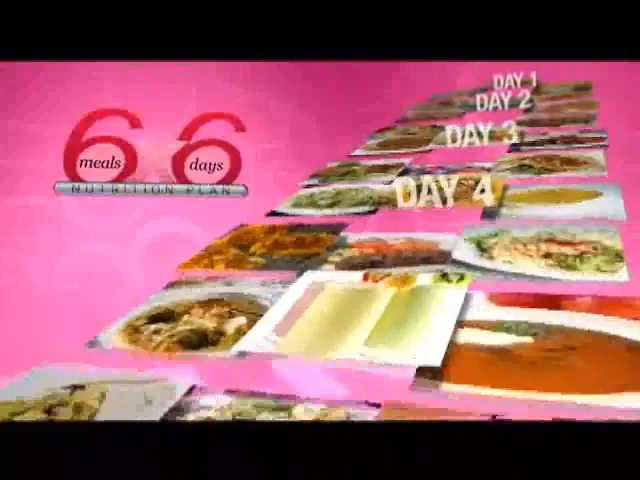 6 6
meals days
NUTRITION PLAN
DAY 1
DAY 2
DAY 3
DAY 4